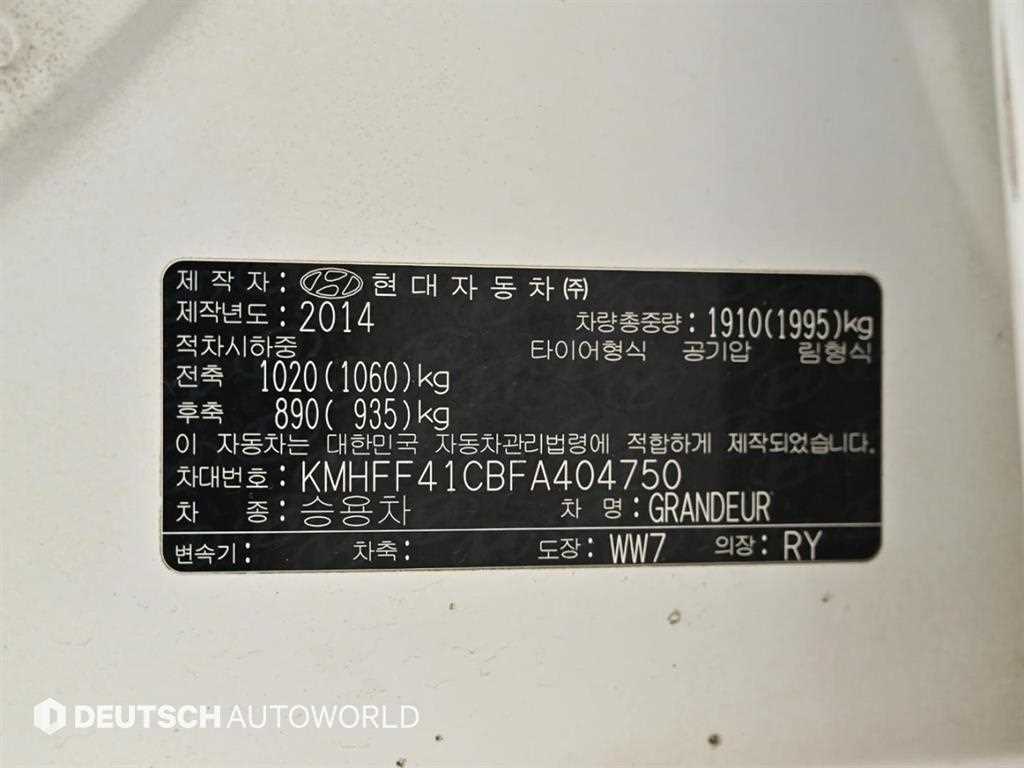 제 작 자 : 현대자동차㈜
제작년도 : 2014 차량총중량 : 1910(1995)kg
적차시하중 타이어형식 공기압 림형식
전축 1020(1060)kg
후축 890( 935)kg
이 자동차는 대한민국 자동차관리법령에 적합하게 제작되었습니다.
차대번호 : KMHFF41CBFA404750
차 종 : 승용차 차 명 : GRANDEUR
변속기 : 차축 : 도장 : WW7 의장 : RY
DEUTSCH AUTOWORLD